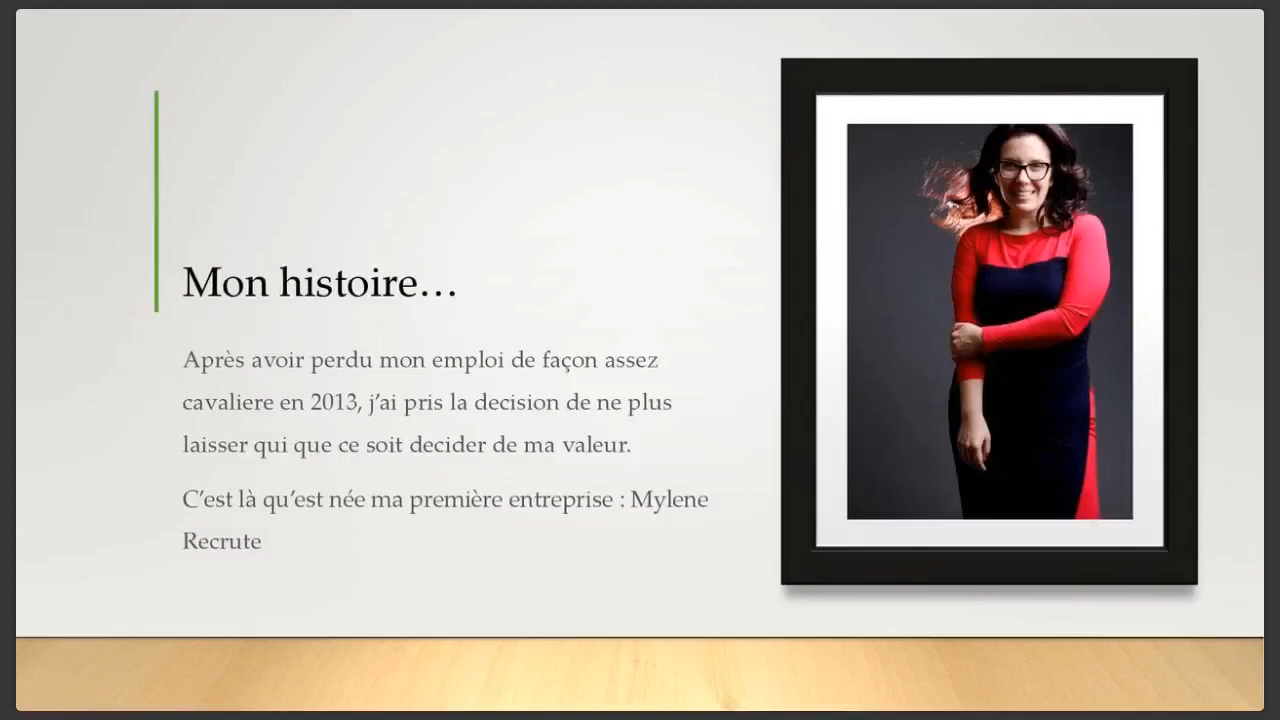 Mon histoire…
Après avoir perdu mon emploi de façon assez
cavaliere en 2013, j’ai pris la decision de ne plus
laisser qui que ce soit decider de ma valeur.
C’est là qu’est née ma première entreprise : Mylene
Recrute